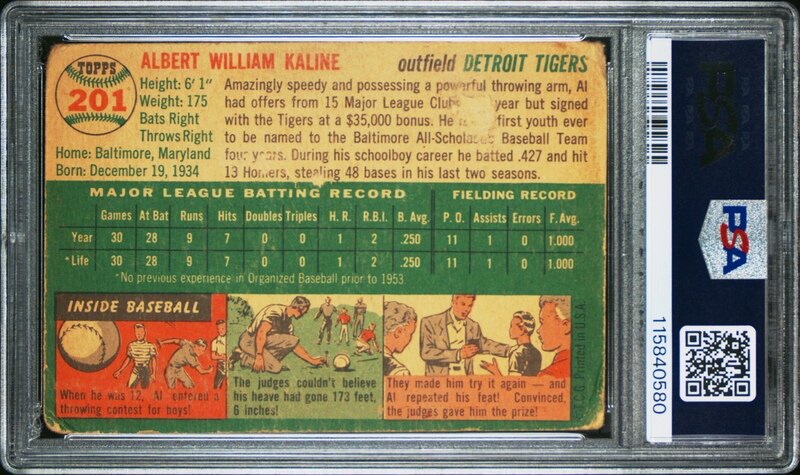 TOPPS
201
ALBERT WILLIAM KALINE outfield DETROIT TIGERS
Height: 6' 1"
Weight: 175
Bats Right
Throws Right
Home: Baltimore, Maryland
Born: December 19, 1934
Amazingly speedy and possessing a powerful throwing arm, Al
had offers from 15 Major League Clubs year but signed
with the Tigers at a $35,000 bonus. He first youth ever
to be named to the Baltimore All-Scholastic Baseball Team
four years. During his schoolboy career he batted .427 and hit
13 Homers, stealing 48 bases in his last two seasons.
MAJOR LEAGUE BATTING RECORD FIELDING RECORD
Games At Bat Runs Hits Doubles Triples H. R. R.B.I. B. Avg. P. O. Assists Errors F. Avg.
Year 30 28 9 7 0 0 1 2 .250 11 1 0 1.000
*Life 30 28 9 7 0 0 1 2 .250 11 1 0 1.000
*No previous experience in Organized Baseball prior to 1953.
INSIDE BASEBALL
When he was 12, Al entered a
throwing contest for boys!
The judges couldn't believe
his heave had gone 173 feet,
6 inches!
They made him try it again — and
Al repeated his feat! Convinced,
the judges gave him the prize!
T.C.G. Printed in U.S.A.
PSA
PSA
115840580